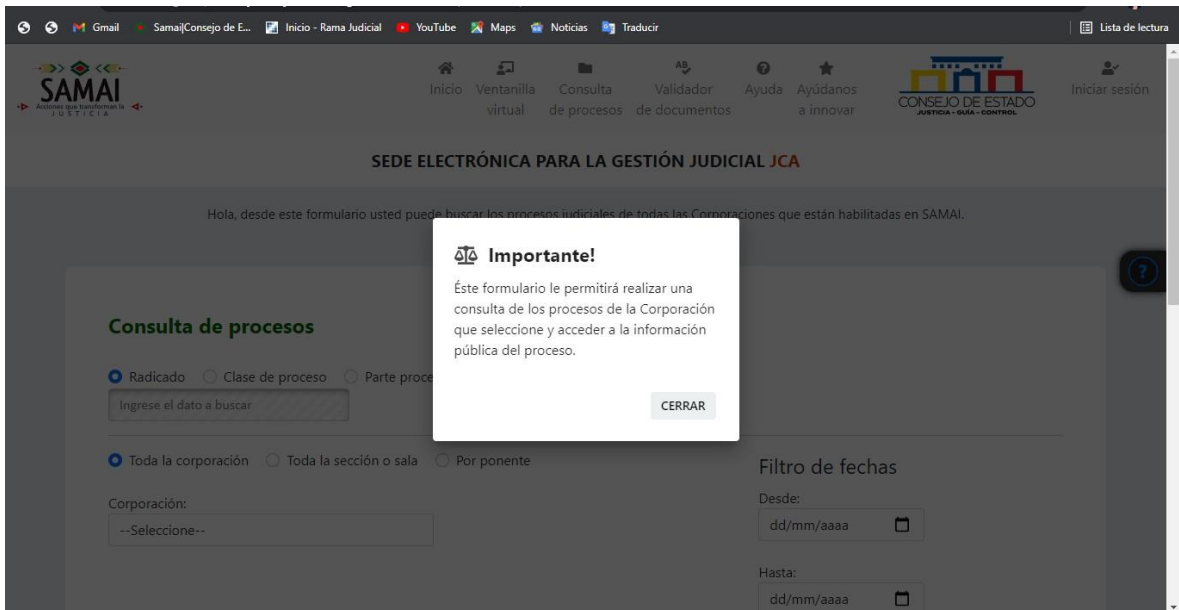 Gmail
Samai|Consejo de E...
Inicio - Rama Judicial
YouTube
Maps
Noticias
Traducir
Lista de lectura
SAMAI
Acciones que transforman la
JUSTICIA
Inicio
Ventanilla
virtual
Consulta
de procesos
Validador
de documentos
Ayuda
Ayúdanos
a innovar
CONSEJO DE ESTADO
JUSTICIA - GUÍA - CONTROL
Iniciar sesión
SEDE ELECTRÓNICA PARA LA GESTIÓN JUDICIAL JCA
Hola, desde este formulario usted puede buscar los procesos judiciales de todas las Corporaciones que están habilitadas en SAMAI.
Importante!
Éste formulario le permitirá realizar una
consulta de los procesos de la Corporación
que seleccione y acceder a la información
pública del proceso.
CERRAR
?
Consulta de procesos
Radicado
Clase de proceso
Parte proce
Ingrese el dato a buscar
Toda la corporación
Toda la sección o sala
Por ponente
Corporación:
--Seleccione--
Filtro de fechas
Desde:
dd/mm/aaaa
Hasta:
dd/mm/aaaa